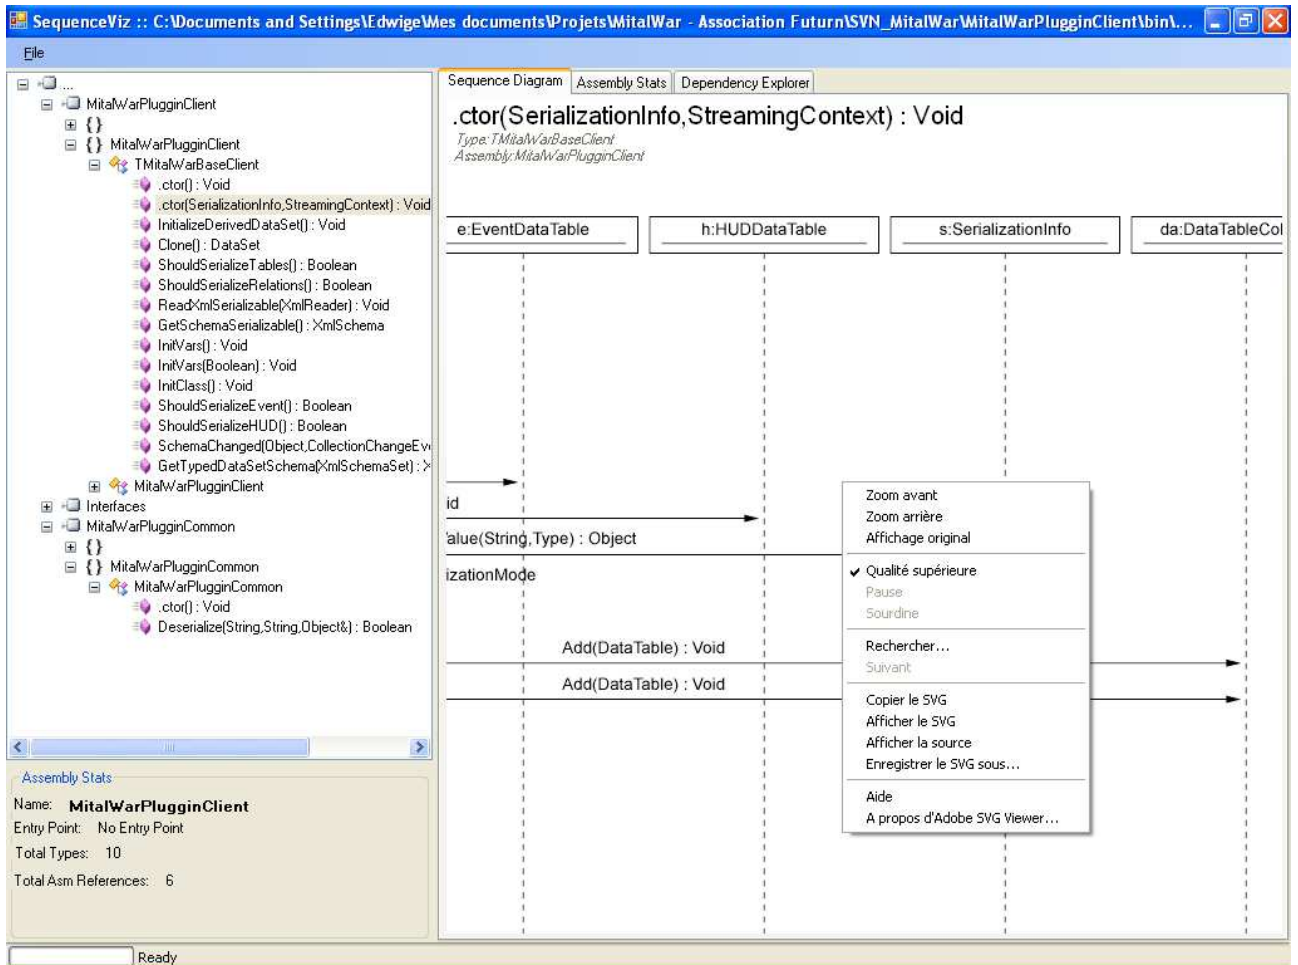 SequenceViz :: C:\Documents and Settings\Edwige\Mes documents\Projets\MitalWar - Association Futurn\SVN_MitalWar\MitalWarPlugginClient\bin\...
File
...
MitalWarPlugginClient
{}
{} MitalWarPlugginClient
TMitalWarBaseClient
.ctor() : Void
.ctor(SerializationInfo,StreamingContext) : Void
InitializeDerivedDataSet() : Void
Clone() : DataSet
ShouldSerializeTables() : Boolean
ShouldSerializeRelations() : Boolean
ReadXmlSerializable(XmlReader) : Void
GetSchemaSerializable() : XmlSchema
InitVars() : Void
InitVars(Boolean) : Void
InitClass() : Void
ShouldSerializeEvent() : Boolean
ShouldSerializeHUD() : Boolean
SchemaChanged(Object,CollectionChangeEv
GetTypedDataSetSchema(XmlSchemaSet) : X
MitalWarPlugginClient
Interfaces
MitalWarPlugginCommon
{}
{} MitalWarPlugginCommon
MitalWarPlugginCommon
.ctor() : Void
Deserialize(String,String,Object&) : Boolean
Assembly Stats
Name: MitalWarPlugginClient
Entry Point: No Entry Point
Total Types: 10
Total Asm References: 6
Ready
Sequence Diagram Assembly Stats Dependency Explorer
.ctor(SerializationInfo,StreamingContext) : Void
Type:TMitalWarBaseClient
Assembly:MitalWarPlugginClient
e:EventDataTable h:HUDDataTable s:SerializationInfo da:DataTableCol
id
alue(String,Type) : Object
izationMode
Add(DataTable) : Void
Add(DataTable) : Void
Zoom avant
Zoom arrière
Affichage original
Qualité supérieure
Pause
Sourdine
Rechercher...
Suivant
Copier le SVG
Afficher le SVG
Afficher la source
Enregistrer le SVG sous...
Aide
A propos d'Adobe SVG Viewer...